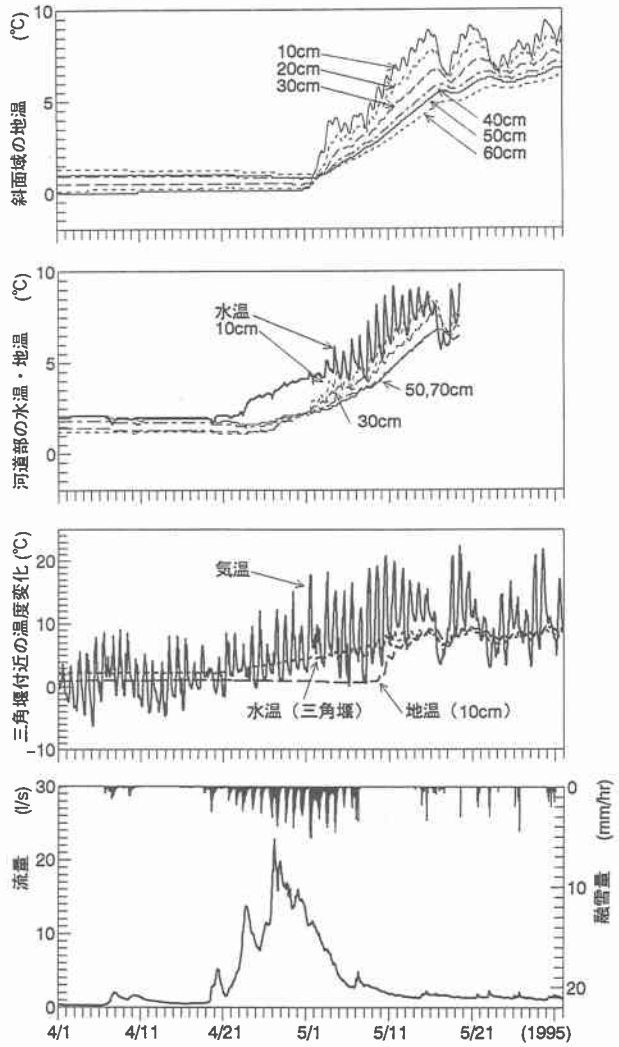 斜面域の地温 (℃)
10
5
0
10cm
20cm
30cm
40cm
50cm
60cm
河道部の水温・地温 (℃)
10
5
0
水温
10cm
50,70cm
30cm
三角堰付近の温度変化(℃)
20
10
0
-10
気温
水温（三角堰）
地温（10cm）
流量 (l/s)
30
20
10
0
0
10
20
融雪量 (mm/hr)
4/1 4/11 4/21 5/1 5/11 5/21 (1995)